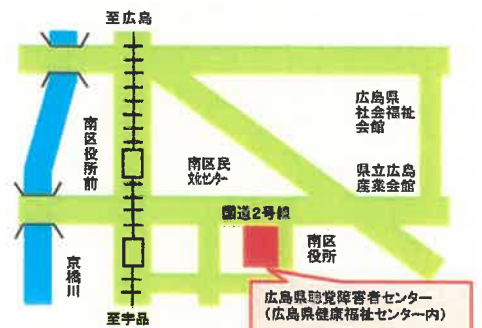 至広島
広島県
社会福祉
会館
南区役所前
南区民
文化センター
県立広島
産業会館
国道2号線
南区
役所
京橋川
広島県聴覚障害者センター
(広島県健康福祉センター内)
至宇品